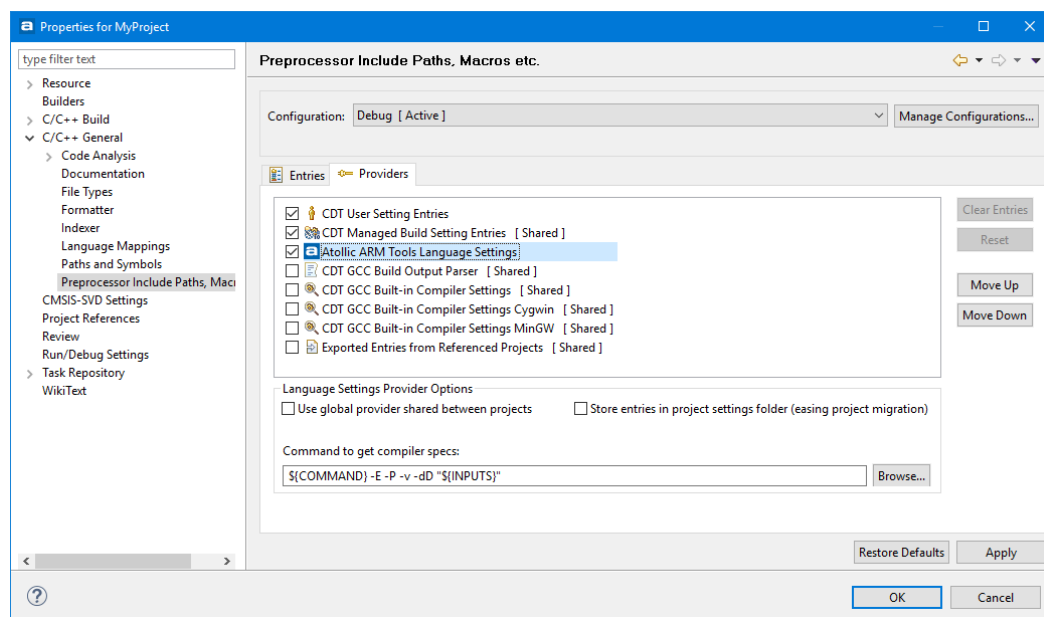 Properties for MyProject
type filter text
Preprocessor Include Paths, Macros etc.
Resource
Builders
C/C++ Build
C/C++ General
Code Analysis
Documentation
File Types
Formatter
Indexer
Language Mappings
Paths and Symbols
Preprocessor Include Paths, Macı
CMSIS-SVD Settings
Project References
Review
Run/Debug Settings
Task Repository
WikiText
Configuration: Debug [ Active ] Manage Configurations...
Entries Providers
CDT User Setting Entries
CDT Managed Build Setting Entries [ Shared ]
Atollic ARM Tools Language Settings
CDT GCC Build Output Parser [ Shared ]
CDT GCC Built-in Compiler Settings [ Shared ]
CDT GCC Built-in Compiler Settings Cygwin [ Shared ]
CDT GCC Built-in Compiler Settings MinGW [ Shared ]
Exported Entries from Referenced Projects [ Shared ]
Clear Entries
Reset
Move Up
Move Down
Language Settings Provider Options
Use global provider shared between projects Store entries in project settings folder (easing project migration)
Command to get compiler specs:
${COMMAND} -E -P -v -dD "${INPUTS}" Browse...
Restore Defaults Apply
OK Cancel